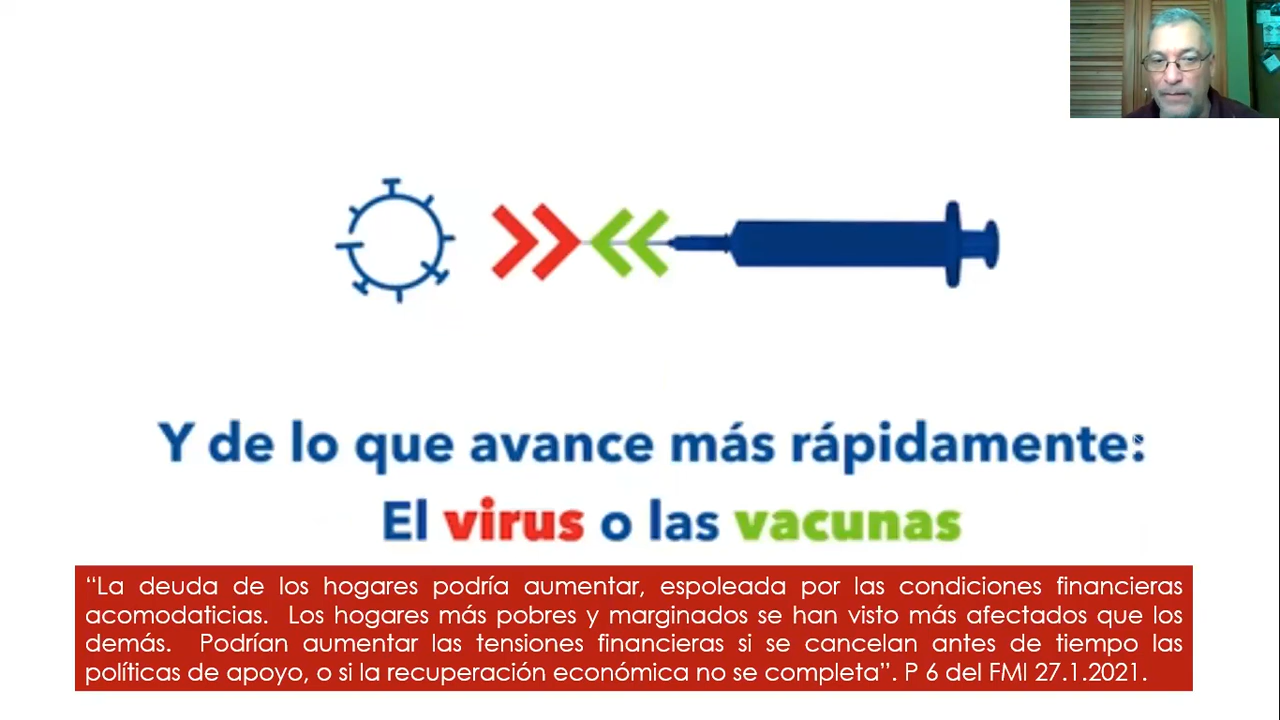 Y de lo que avance más rápidamente:
El virus o las vacunas
“La deuda de los hogares podría aumentar, espoleada por las condiciones financieras
acomodaticias. Los hogares más pobres y marginados se han visto más afectados que los
demás. Podrían aumentar las tensiones financieras si se cancelan antes de tiempo las
políticas de apoyo, o si la recuperación económica no se completa”. P 6 del FMI 27.1.2021.